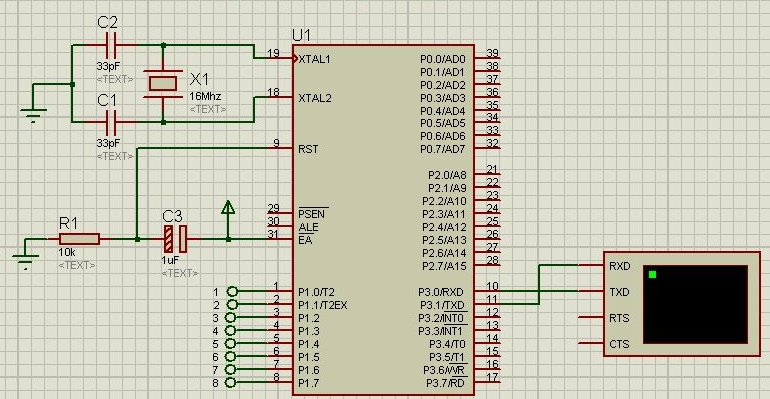 C2
33pF
<TEXT>
X1
16Mhz
<TEXT>
C1
33pF
<TEXT>
R1
10k
<TEXT>
C3
1uF
<TEXT>
U1
19 XTAL1
18 XTAL2
9 RST
29 PSEN
30 ALE
31 EA
1 1 P1.0/T2
2 2 P1.1/T2EX
3 3 P1.2
4 4 P1.3
5 5 P1.4
6 6 P1.5
7 7 P1.6
8 8 P1.7
P0.0/AD0 39
P0.1/AD1 38
P0.2/AD2 37
P0.3/AD3 36
P0.4/AD4 35
P0.5/AD5 34
P0.6/AD6 33
P0.7/AD7 32
P2.0/A8 21
P2.1/A9 22
P2.2/A10 23
P2.3/A11 24
P2.4/A12 25
P2.5/A13 26
P2.6/A14 27
P2.7/A15 28
P3.0/RXD 10
P3.1/TXD 11
P3.2/INT0 12
P3.3/INT1 13
P3.4/T0 14
P3.5/T1 15
P3.6/WR 16
P3.7/RD 17
RXD
TXD
RTS
CTS